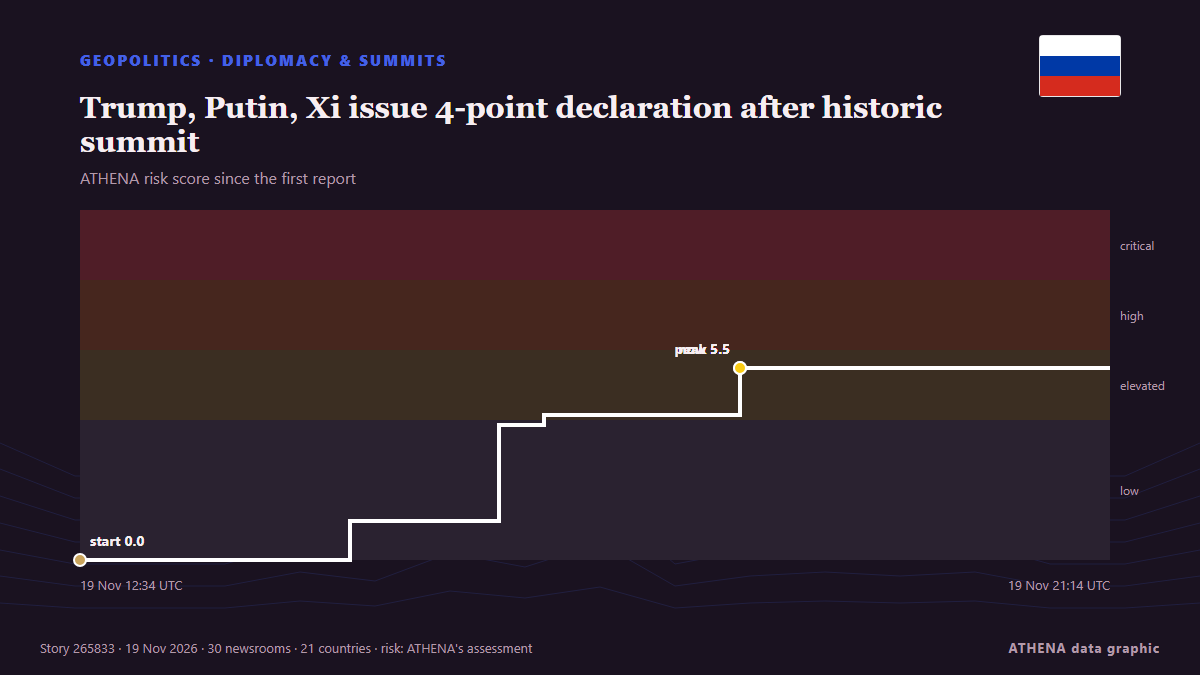 GEOPOLITICS · DIPLOMACY & SUMMITS
Trump, Putin, Xi issue 4-point declaration after historic
summit
ATHENA risk score since the first report
critical
high
peak 5.5
elevated
low
start 0.0
19 Nov 12:34 UTC
19 Nov 21:14 UTC
Story 265833 · 19 Nov 2026 · 30 newsrooms · 21 countries · risk: ATHENA's assessment
ATHENA data graphic